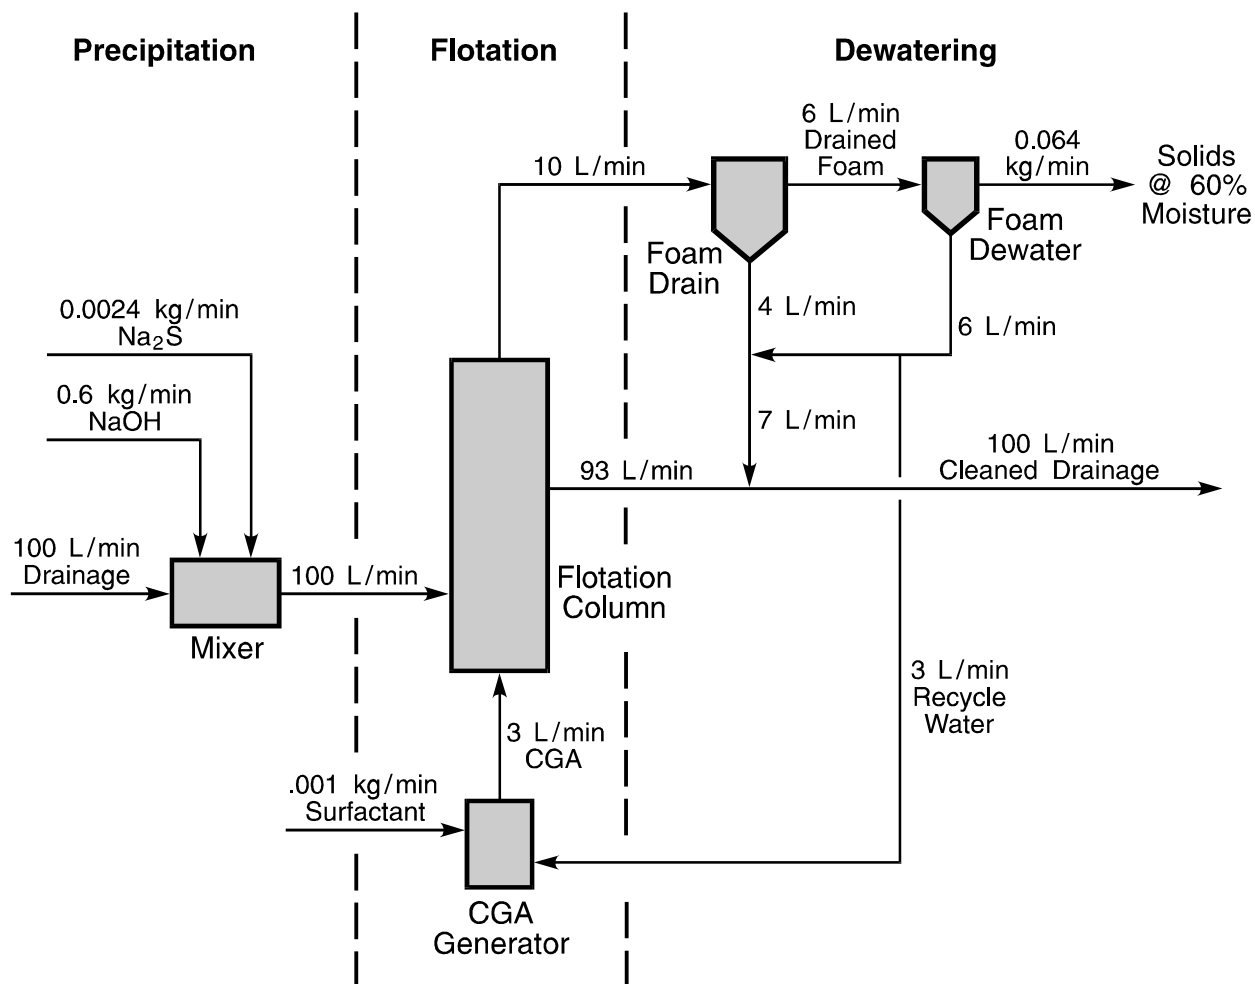 Precipitation
Flotation
Dewatering
6 L/min
Drained
Foam
0.064
kg/min
Solids
@ 60%
Moisture
10 L/min
Foam
Dewater
Foam
Drain
0.0024 kg/min
Na₂S
4 L/min
6 L/min
0.6 kg/min
NaOH
7 L/min
100 L/min
Cleaned Drainage
93 L/min
100 L/min
Drainage
100 L/min
Flotation
Column
Mixer
3 L/min
Recycle
Water
3 L/min
CGA
.001 kg/min
Surfactant
CGA
Generator